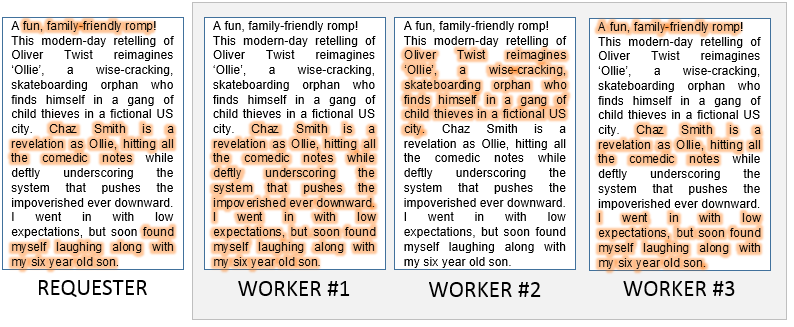 A fun, family-friendly romp!
This modern-day retelling of
Oliver Twist reimagines
‘Ollie’, a wise-cracking,
skateboarding orphan who
finds himself in a gang of
child thieves in a fictional US
city. Chaz Smith is a
revelation as Ollie, hitting all
the comedic notes while
deftly underscoring the
system that pushes the
impoverished ever downward.
I went in with low
expectations, but soon found
myself laughing along with
my six year old son.
REQUESTER
A fun, family-friendly romp!
This modern-day retelling of
Oliver Twist reimagines
‘Ollie’, a wise-cracking,
skateboarding orphan who
finds himself in a gang of
child thieves in a fictional US
city. Chaz Smith is a
revelation as Ollie, hitting all
the comedic notes while
deftly underscoring the
system that pushes the
impoverished ever downward.
I went in with low
expectations, but soon found
myself laughing along with
my six year old son.
WORKER #1
A fun, family-friendly romp!
This modern-day retelling of
Oliver Twist reimagines
‘Ollie’, a wise-cracking,
skateboarding orphan who
finds himself in a gang of
child thieves in a fictional US
city. Chaz Smith is a
revelation as Ollie, hitting all
the comedic notes while
deftly underscoring the
system that pushes the
impoverished ever downward.
I went in with low
expectations, but soon found
myself laughing along with
my six year old son.
WORKER #2
A fun, family-friendly romp!
This modern-day retelling of
Oliver Twist reimagines
‘Ollie’, a wise-cracking,
skateboarding orphan who
finds himself in a gang of
child thieves in a fictional US
city. Chaz Smith is a
revelation as Ollie, hitting all
the comedic notes while
deftly underscoring the
system that pushes the
impoverished ever downward.
I went in with low
expectations, but soon found
myself laughing along with
my six year old son.
WORKER #3